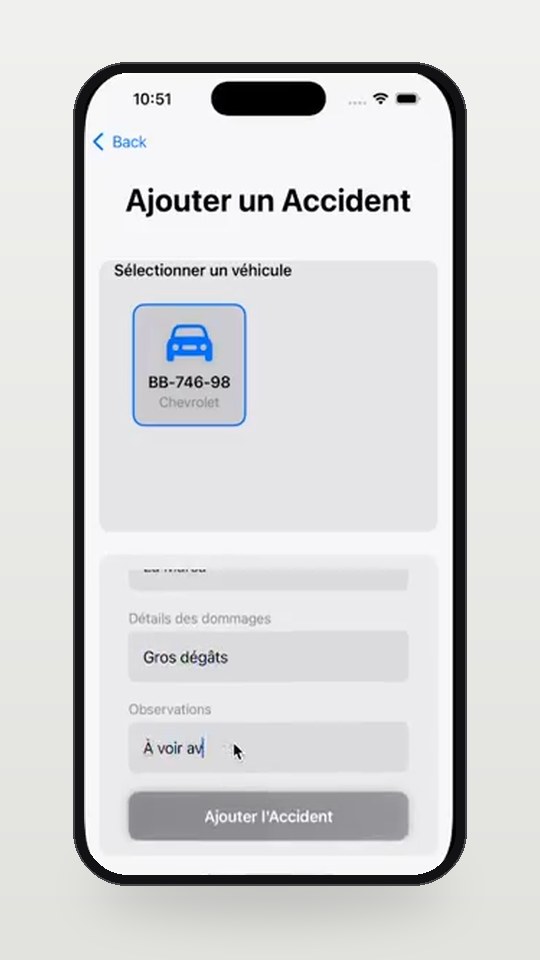 10:51
Back
Ajouter un Accident
Sélectionner un véhicule
BB-746-98
Chevrolet
Détails des dommages
Gros dégâts
Observations
À voir av
Ajouter l'Accident